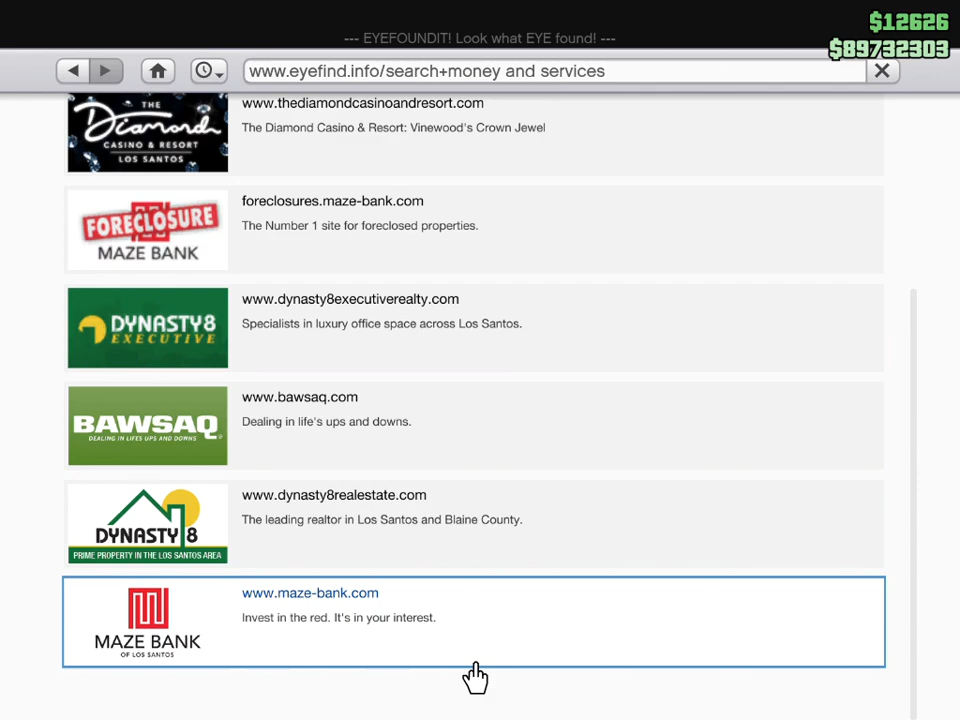 $12626
$89732303
--- EYEFOUNDIT! Look what EYE found! ---
www.eyefind.info/search+money and services
THE
Diamond
CASINO & RESORT
LOS SANTOS
www.thediamondcasinoandresort.com
The Diamond Casino & Resort: Vinewood's Crown Jewel
FORECLOSURE
MAZE BANK
foreclosures.maze-bank.com
The Number 1 site for foreclosed properties.
DYNASTY8
EXECUTIVE
www.dynasty8executiverealty.com
Specialists in luxury office space across Los Santos.
BAWSAQ
DEALING IN LIFES UPS AND DOWNS
www.bawsaq.com
Dealing in life's ups and downs.
DYNASTY 8
PRIME PROPERTY IN THE LOS SANTOS AREA
www.dynasty8realestate.com
The leading realtor in Los Santos and Blaine County.
MAZE BANK
OF LOS SANTOS
www.maze-bank.com
Invest in the red. It's in your interest.